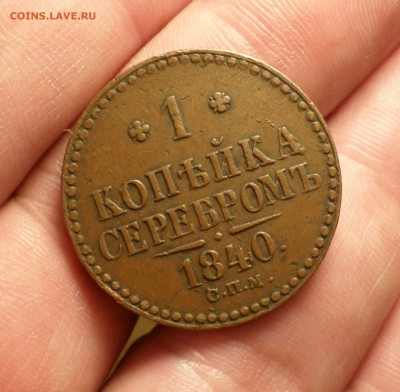 COINS.LAVE.RU
1
КОПѢЙКА
СЕРЕБРОМЪ
1840.
С.П.М.